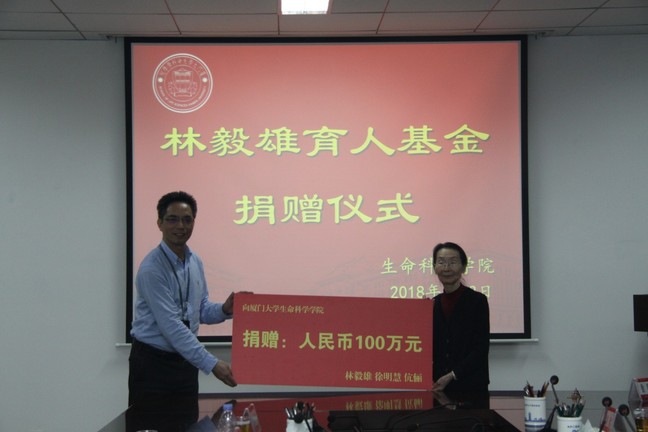 林毅雄育人基金
捐赠仪式
生命科
学院
2018年
日
向厦门大学生命科学学院
捐赠：人民币100万元
林毅雄 徐明慧 伉俪